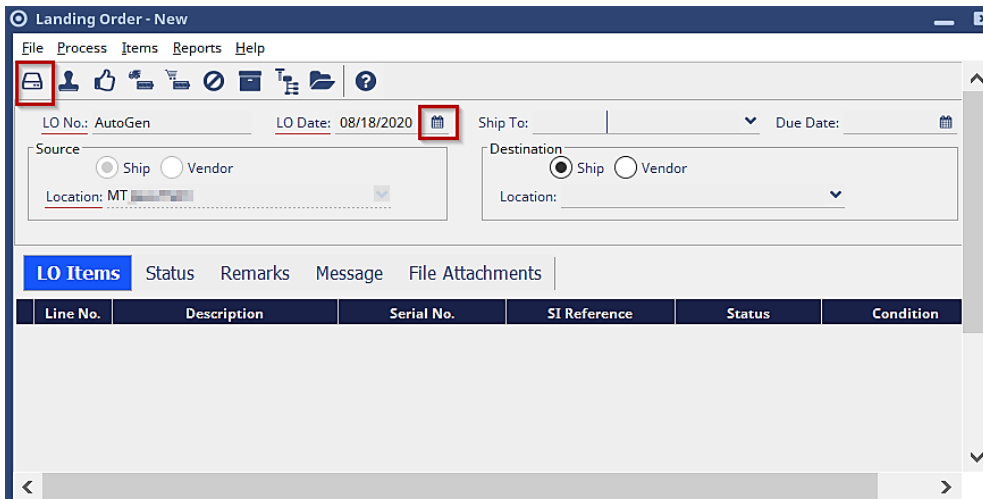 Landing Order - New
File Process Items Reports Help
LO No.: AutoGen LO Date: 08/18/2020 Ship To: Due Date:
Source Destination
Ship Vendor Ship Vendor
Location: MT Location:
LO Items Status Remarks Message File Attachments
Line No. Description Serial No. SI Reference Status Condition